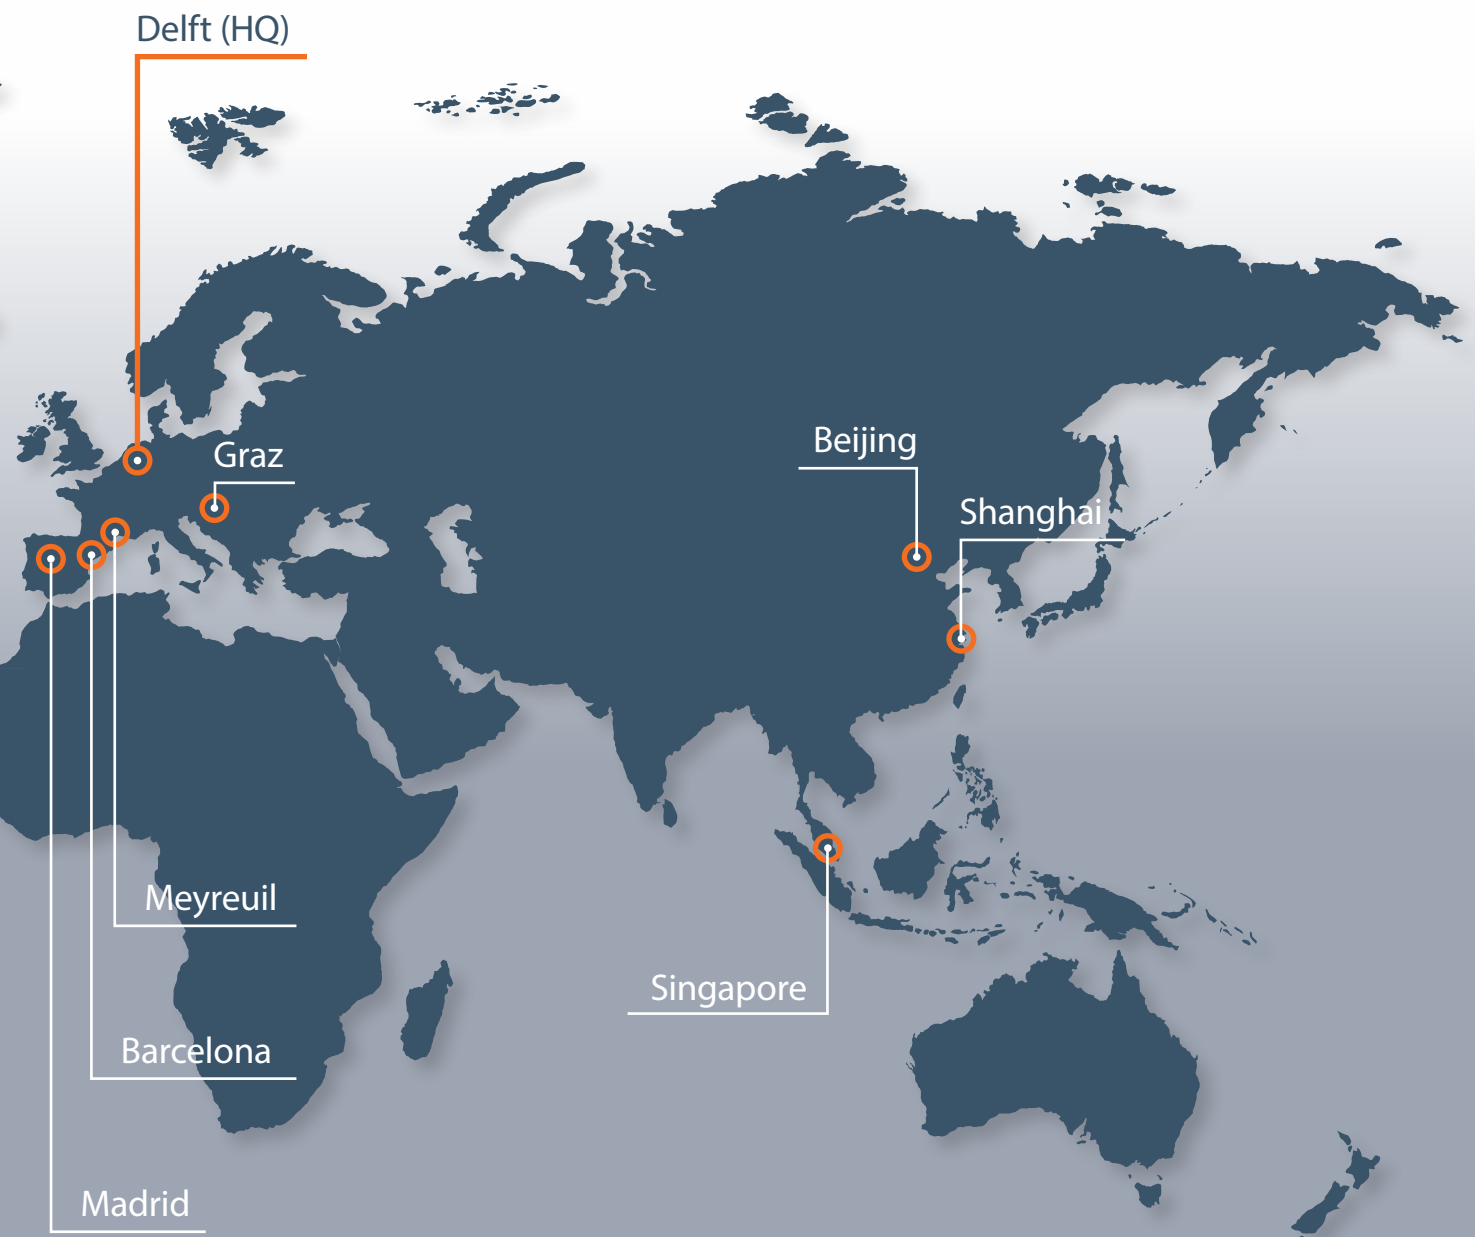 Delft (HQ)
Graz
Beijing
Shanghai
Meyreuil
Singapore
Barcelona
Madrid